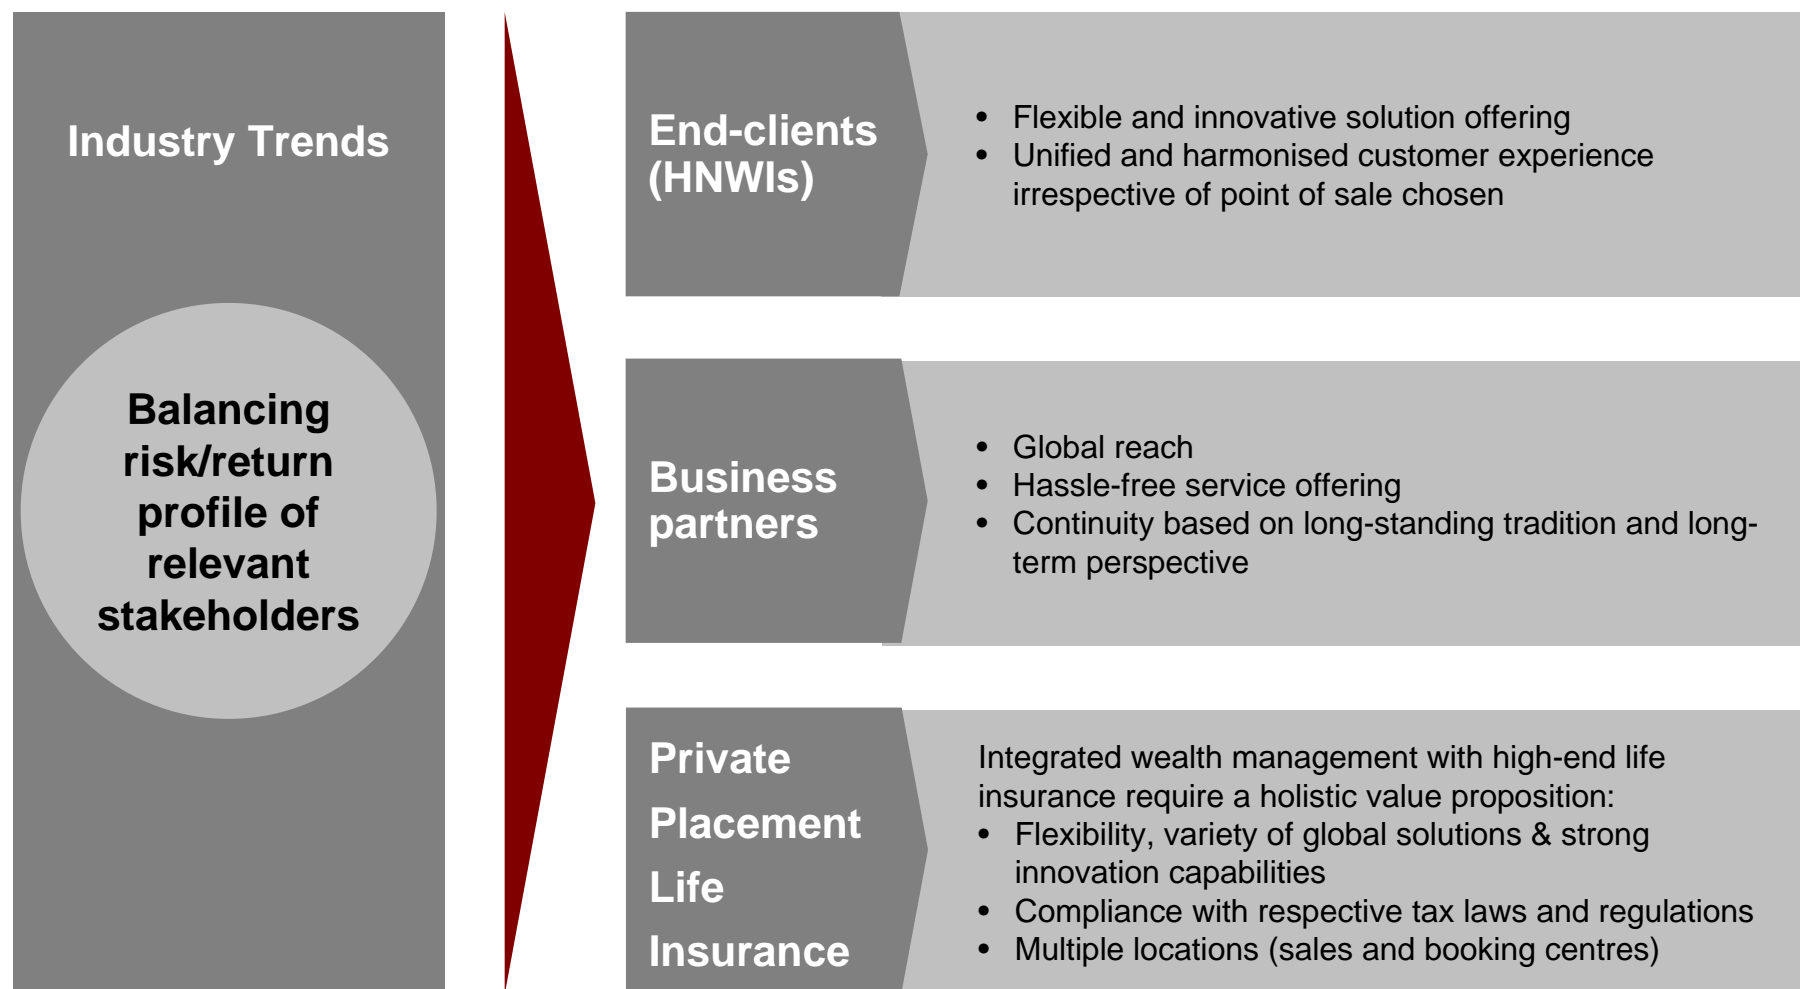 Industry Trends
Balancing
risk/return
profile of
relevant
stakeholders
End-clients
(HNWIs)
• Flexible and innovative solution offering
• Unified and harmonised customer experience
irrespective of point of sale chosen
Business
partners
• Global reach
• Hassle-free service offering
• Continuity based on long-standing tradition and long-
term perspective
Private
Placement
Life
Insurance
Integrated wealth management with high-end life
insurance require a holistic value proposition:
• Flexibility, variety of global solutions & strong
innovation capabilities
• Compliance with respective tax laws and regulations
• Multiple locations (sales and booking centres)